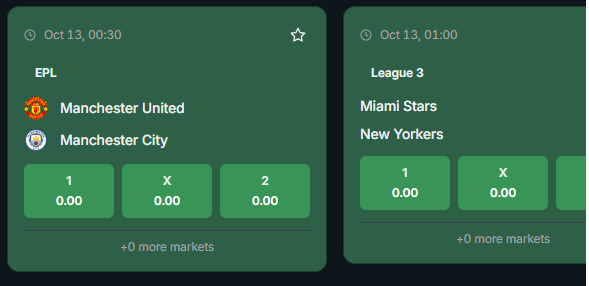 Oct 13, 00:30
EPL
Manchester United
Manchester City
1 X 2
0.00 0.00 0.00
+0 more markets
Oct 13, 01:00
League 3
Miami Stars
New Yorkers
1 X
0.00 0.00
+0 more markets